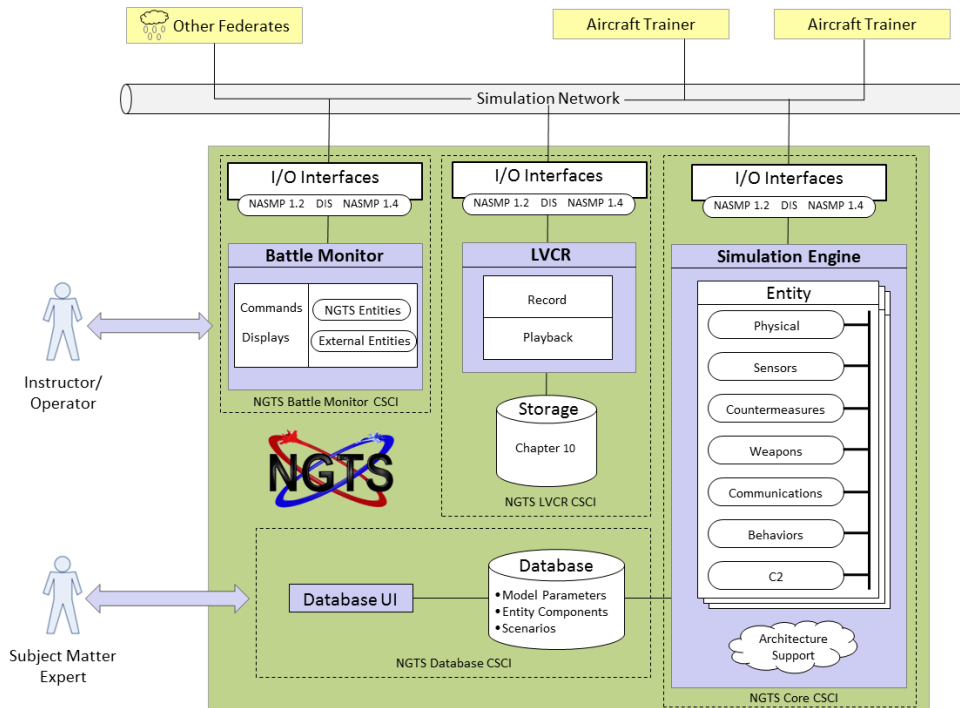 Other Federates
Aircraft Trainer
Aircraft Trainer
Simulation Network
I/O Interfaces
NASMP 1.2 DIS NASMP 1.4
Battle Monitor
Commands
Displays
NGTS Entities
External Entities
NGTS Battle Monitor CSCI
I/O Interfaces
NASMP 1.2 DIS NASMP 1.4
LVCR
Record
Playback
Storage
Chapter 10
NGTS LVCR CSCI
I/O Interfaces
NASMP 1.2 DIS NASMP 1.4
Simulation Engine
Entity
Physical
Sensors
Countermeasures
Weapons
Communications
Behaviors
C2
Architecture
Support
NGTS Core CSCI
Instructor/
Operator
NGTS
Subject Matter
Expert
Database UI
Database
•Model Parameters
•Entity Components
•Scenarios
NGTS Database CSCI